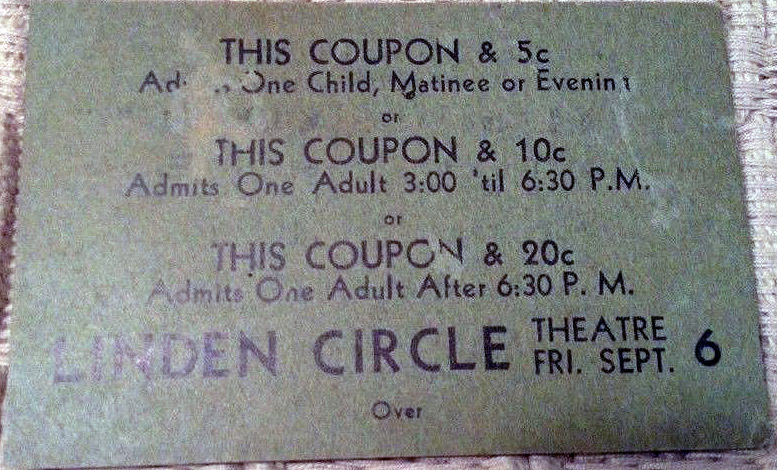 THIS COUPON & 5c
One Child, Matinee or Evening
or
THIS COUPON & 10c
Admits One Adult 3:00 'til 6:30 P.M.
or
THIS COUPON & 20c
Admits One Adult After 6:30 P. M.
LINDEN CIRCLE THEATRE FRI. SEPT. 6
Over